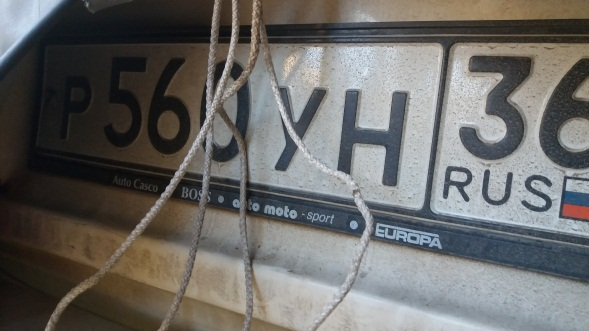 Р560УН 36
RUS
Auto Casco BOSS • auto moto - sport • EUROPA